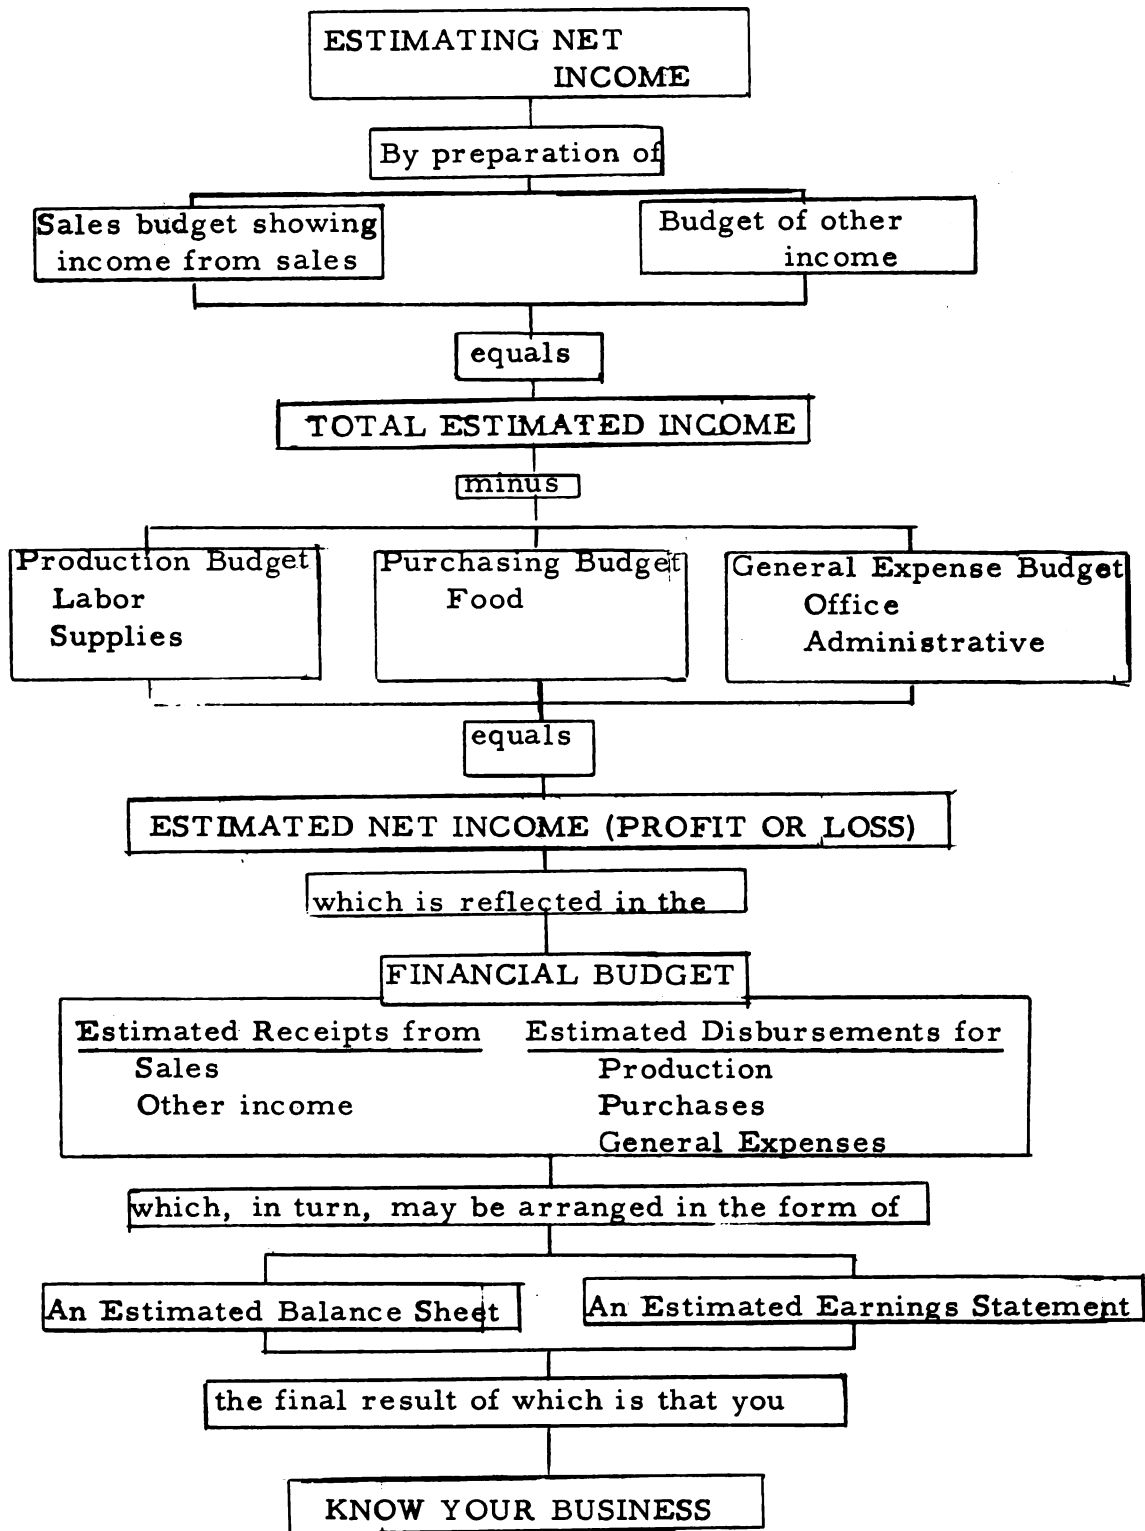 ESTIMATING NET
INCOME
By preparation of
Sales budget showing
income from sales
Budget of other
income
equals
TOTAL ESTIMATED INCOME
minus
Production Budget
Labor
Supplies
Purchasing Budget
Food
General Expense Budget
Office
Administrative
equals
ESTIMATED NET INCOME (PROFIT OR LOSS)
which is reflected in the
FINANCIAL BUDGET
Estimated Receipts from
Sales
Other income
Estimated Disbursements for
Production
Purchases
General Expenses
which, in turn, may be arranged in the form of
An Estimated Balance Sheet
An Estimated Earnings Statement
the final result of which is that you
KNOW YOUR BUSINESS